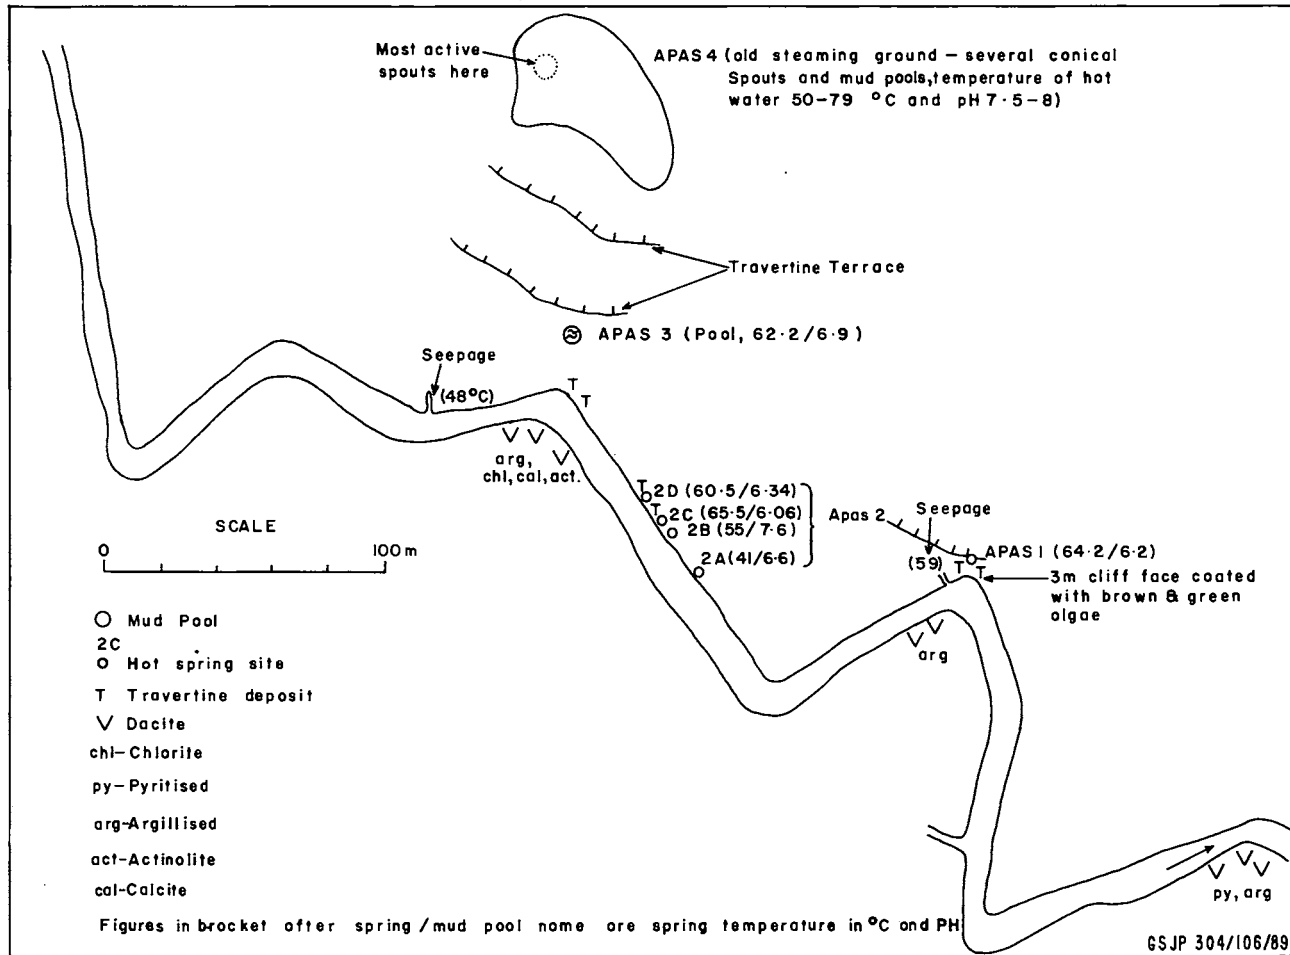 Most active
spouts here
APAS 4 (old steaming ground – several conical
Spouts and mud pools, temperature of hot
water 50–79 °C and pH 7·5–8)
Travertine Terrace
APAS 3 (Pool, 62·2/6·9)
Seepage
(48°C)
T
T
arg,
chl, cal, act.
T
2D (60·5/6·34)
T
2C (65·5/6·06)
2B (55/7·6)
2A (41/6·6)
Apas 2
Seepage
(59)
APAS 1 (64·2/6·2)
T T
3m cliff face coated
with brown & green
algae
arg
SCALE
0 100 m
Mud Pool
2C
Hot spring site
T Travertine deposit
V Dacite
chl–Chlorite
py–Pyritised
arg–Argillised
act–Actinolite
cal–Calcite
py, arg
Figures in brocket after spring / mud pool name are spring temperature in °C and PH
GSJP 304/106/89